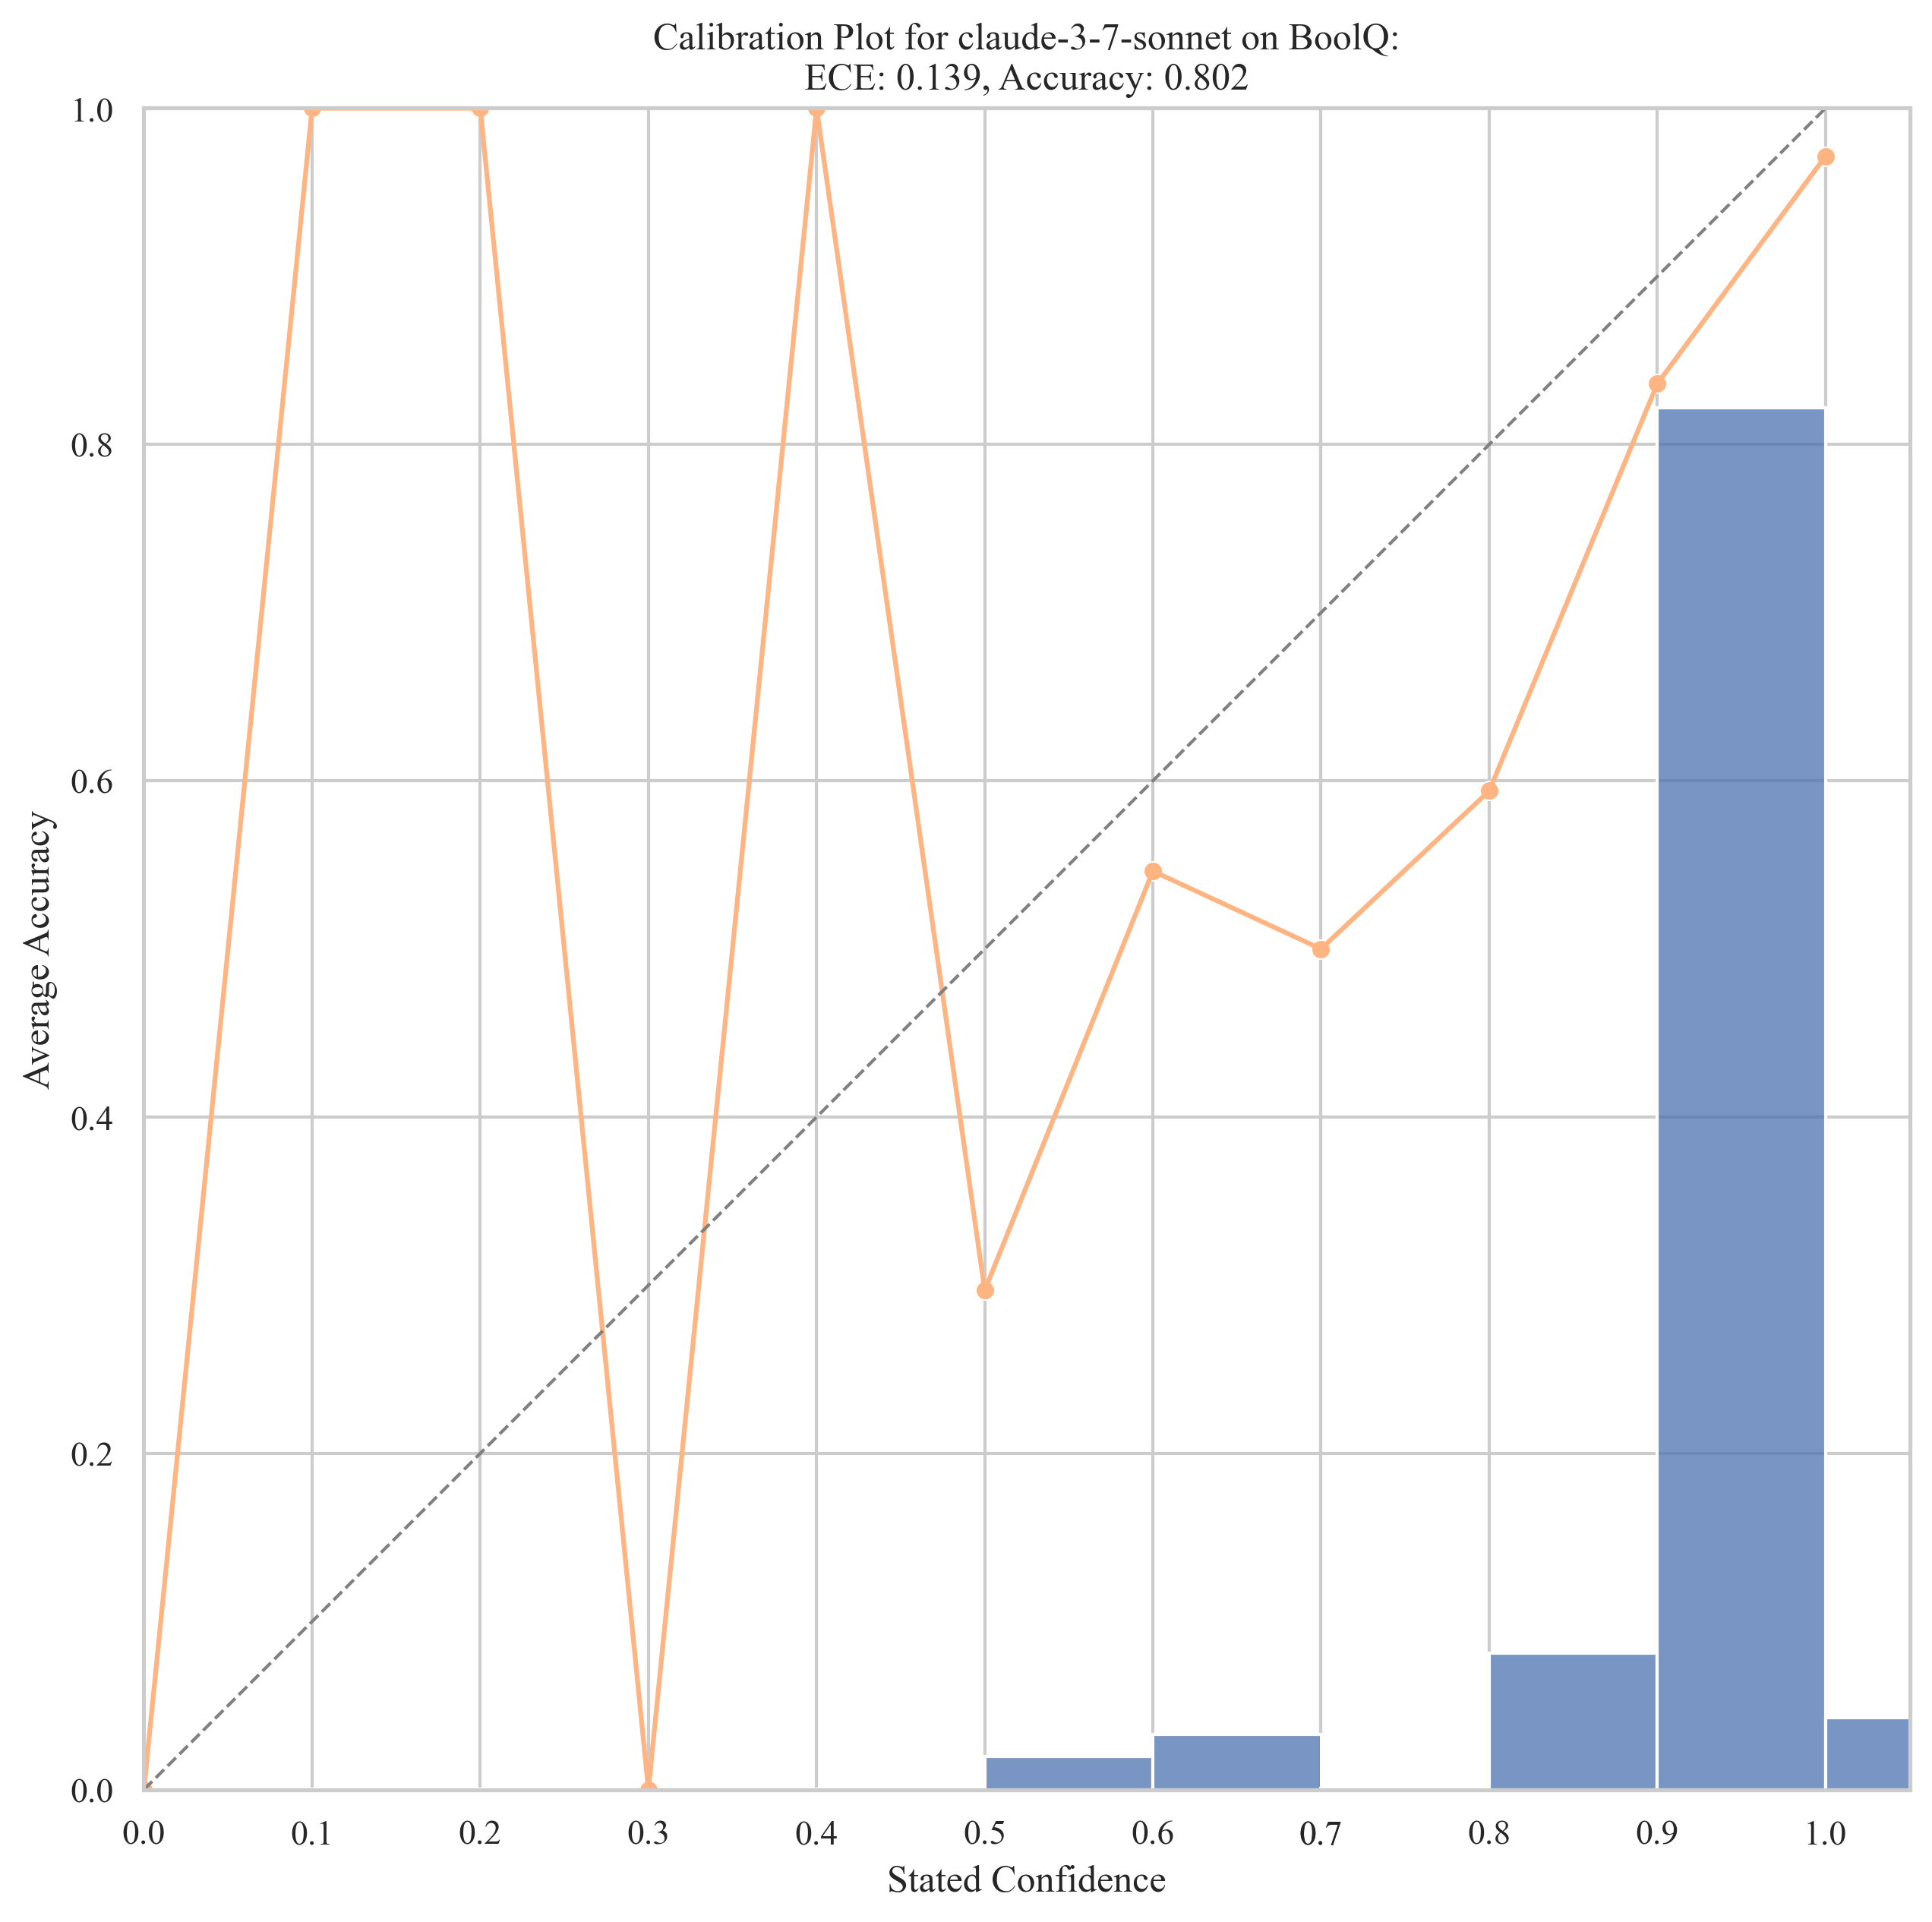 Calibration Plot for claude-3-7-sonnet on BoolQ:
ECE: 0.139, Accuracy: 0.802
1.0
0.8
0.6
0.4
0.2
0.0
Average Accuracy
0.0 0.1 0.2 0.3 0.4 0.5 0.6 0.7 0.8 0.9 1.0
Stated Confidence